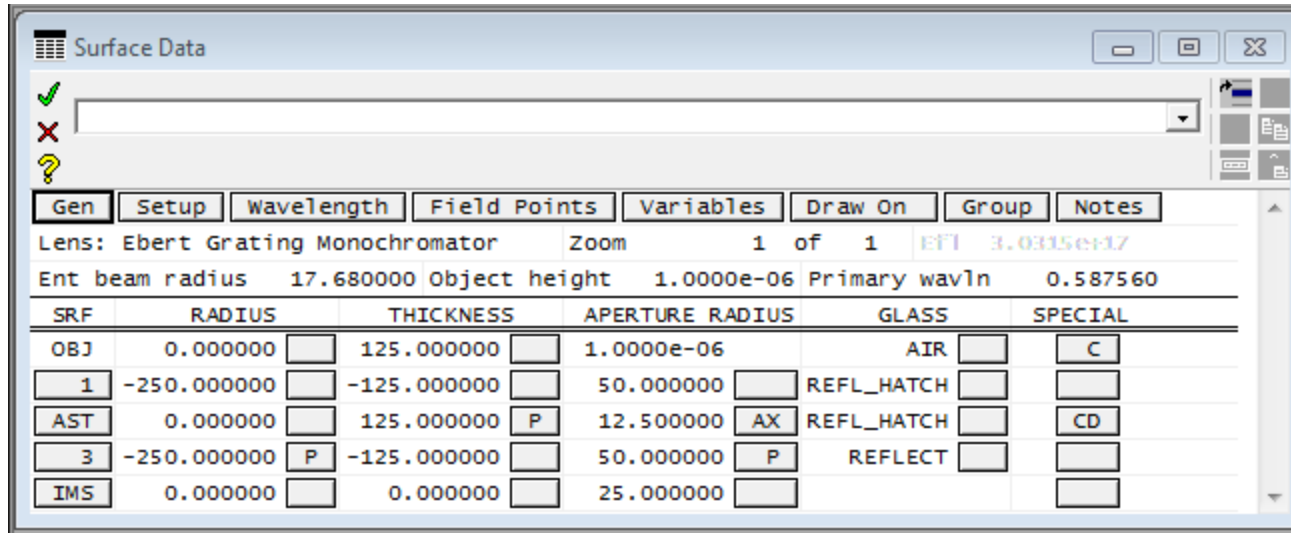 Surface Data
Gen Setup Wavelength Field Points Variables Draw On Group Notes
Lens: Ebert Grating Monochromator Zoom 1 of 1 Efl 3.0315e+17
Ent beam radius 17.680000 Object height 1.0000e-06 Primary wavln 0.587560
SRF RADIUS THICKNESS APERTURE RADIUS GLASS SPECIAL
OBJ 0.000000 125.000000 1.0000e-06 AIR C
1 -250.000000 -125.000000 50.000000 REFL_HATCH
AST 0.000000 125.000000 P 12.500000 AX REFL_HATCH CD
3 -250.000000 P -125.000000 50.000000 P REFLECT
IMS 0.000000 0.000000 25.000000